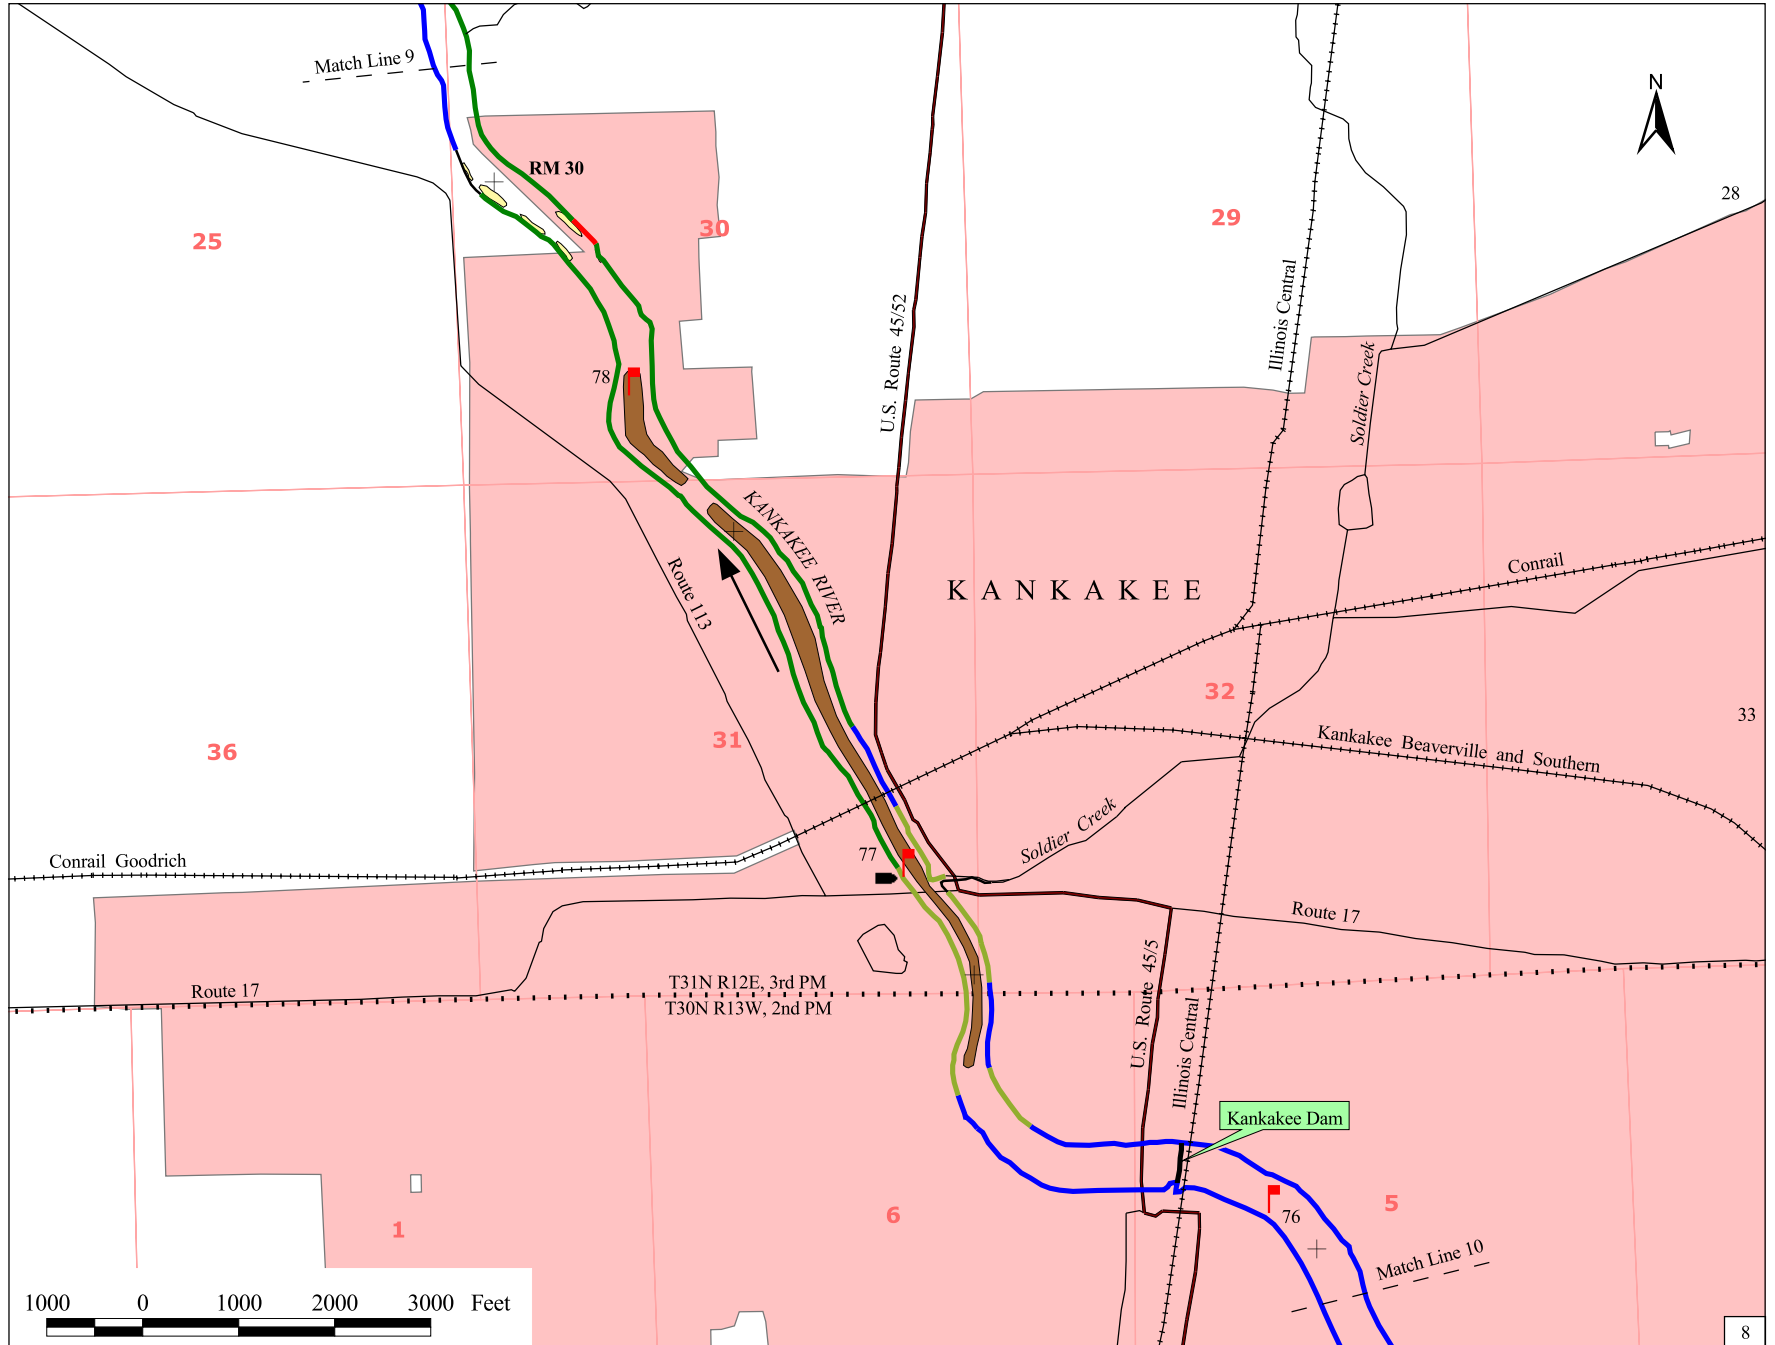 Match Line 9
N
RM 30
28
25
30
29
Illinois Central
U.S. Route 45/52
Soldier Creek
78
KANKAKEE RIVER
Route 113
KANKAKEE
Conrail
32
33
31
36
Kankakee Beaverville and Southern
Soldier Creek
Conrail Goodrich
77
Route 17
U.S. Route 45/5
Route 17
T31N R12E, 3rd PM
T30N R13W, 2nd PM
Illinois Central
Kankakee Dam
5
6
1
76
Match Line 10
1000 0 1000 2000 3000 Feet
8